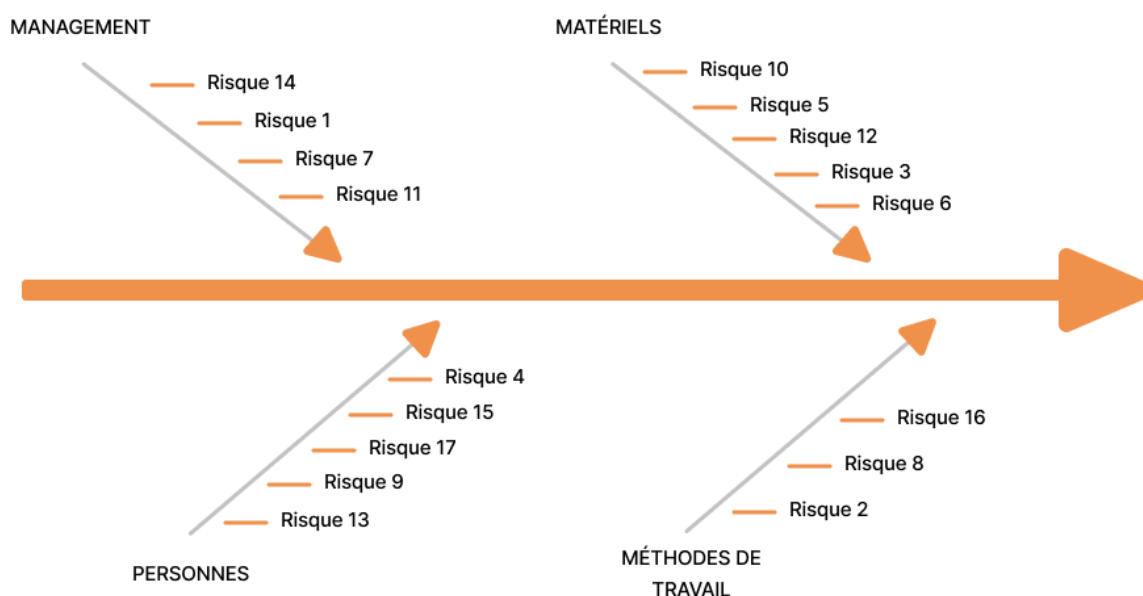 MANAGEMENT
Risque 14
Risque 1
Risque 7
Risque 11
MATÉRIELS
Risque 10
Risque 5
Risque 12
Risque 3
Risque 6
Risque 4
Risque 15
Risque 17
Risque 9
Risque 13
PERSONNES
Risque 16
Risque 8
Risque 2
MÉTHODES DE
TRAVAIL